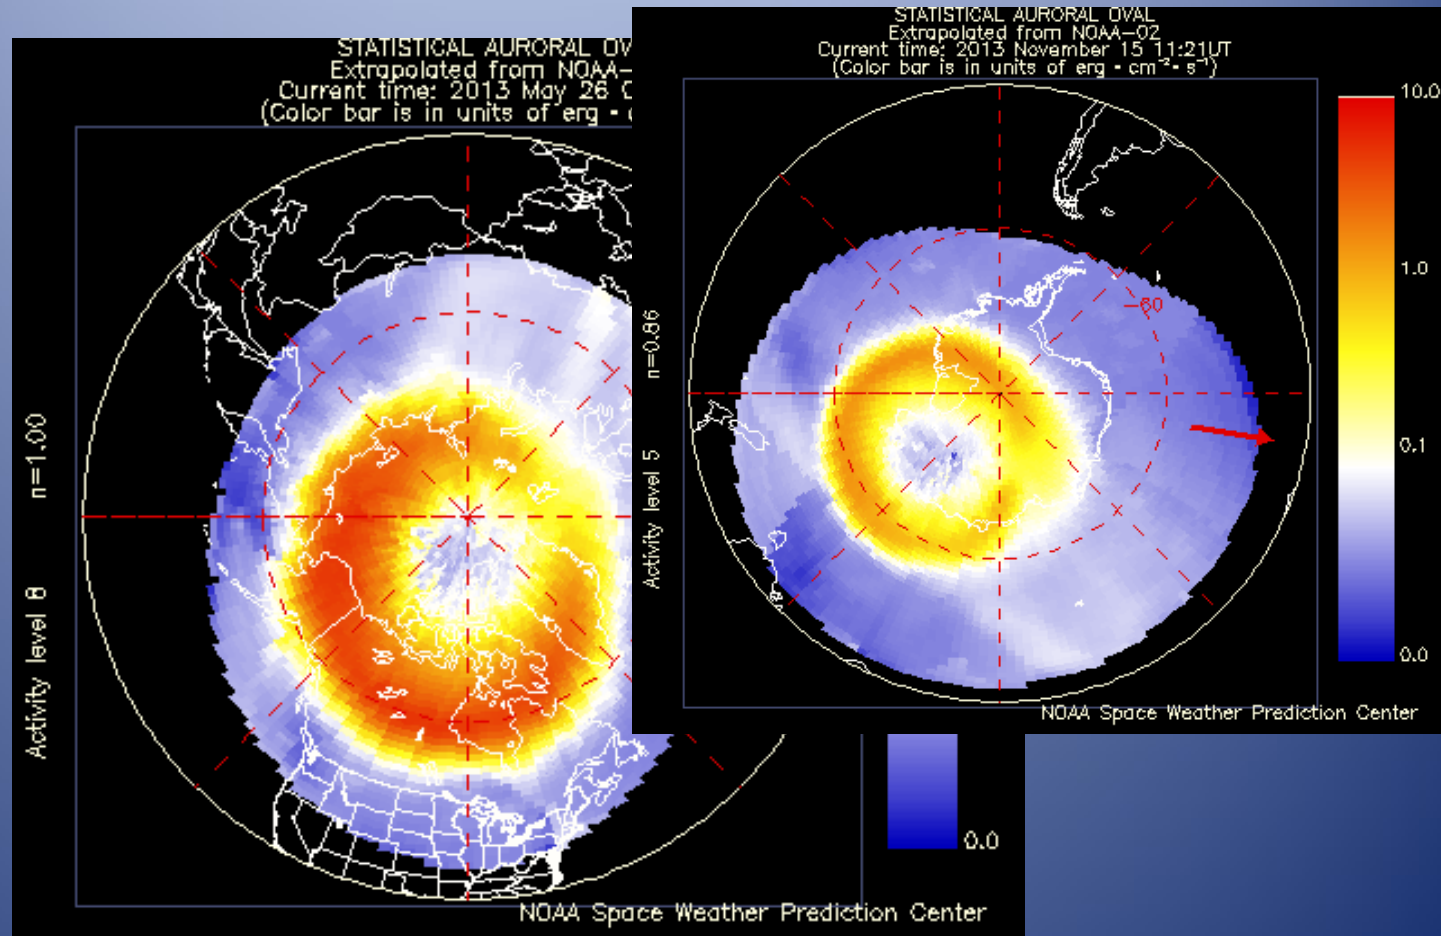 STATISTICAL AURORAL OV
Extrapolated from NOAA-
Current time: 2013 May 26
(Color bar is in units of erg -
n=1.00
Activity level 8
0.0
NOAA Space Weather Prediction Center
STATISTICAL AURORAL OVAL
Extrapolated from NOAA-02
Current time: 2013 November 15 11:21UT
(Color bar is in units of erg - cm⁻² - s⁻¹)
n=0.86
Activity level 5
-60
10.0
1.0
0.1
0.0
NOAA Space Weather Prediction Center